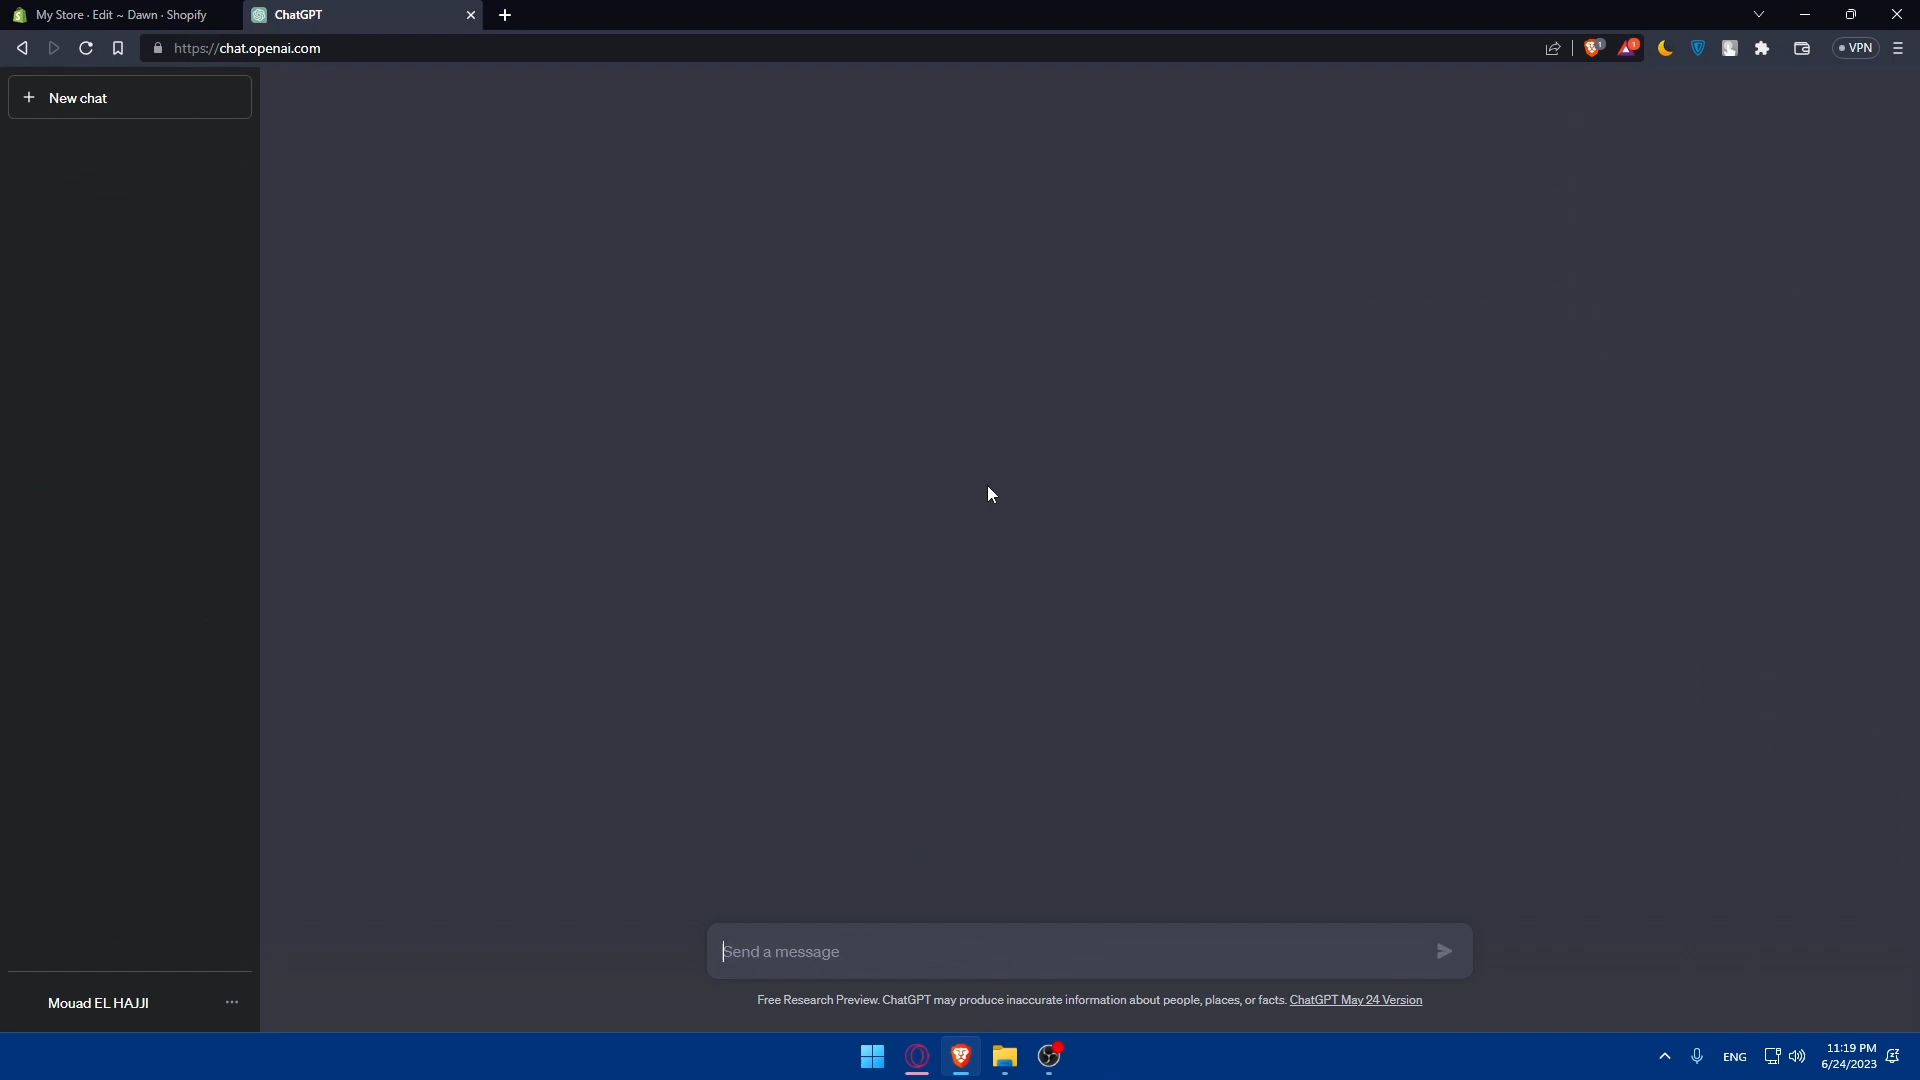 My Store · Edit ~ Dawn · Shopify
ChatGPT
https://chat.openai.com
1
1
VPN
New chat
Send a message
Free Research Preview. ChatGPT may produce inaccurate information about people, places, or facts. ChatGPT May 24 Version
Mouad EL HAJJI
ENG
11:19 PM
6/24/2023